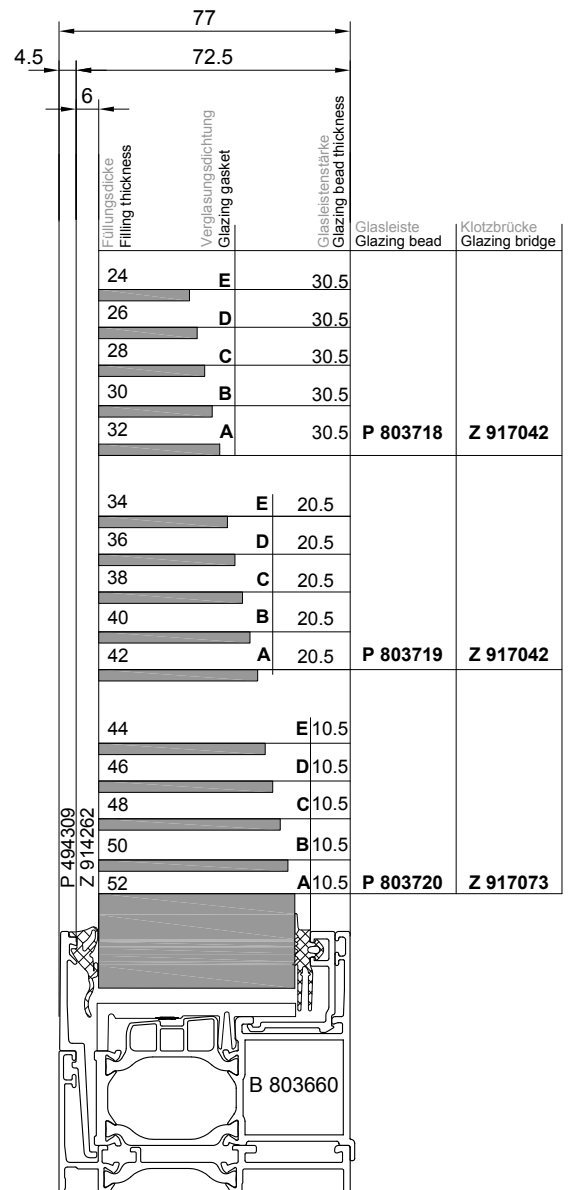 77
4.5 72.5
6
Füllungsdicke
Filling thickness
Verglasungsdichtung
Glazing gasket
Glasleistenstärke
Glazing bead thickness
Glasleiste
Glazing bead
Klotzbrücke
Glazing bridge
24 E 30.5
26 D 30.5
28 C 30.5
30 B 30.5
32 A 30.5 P 803718 Z 917042
34 E 20.5
36 D 20.5
38 C 20.5
40 B 20.5
42 A 20.5 P 803719 Z 917042
44 E 10.5
46 D 10.5
48 C 10.5
50 B 10.5
52 A 10.5 P 803720 Z 917073
P 494309
Z 914262
B 803660